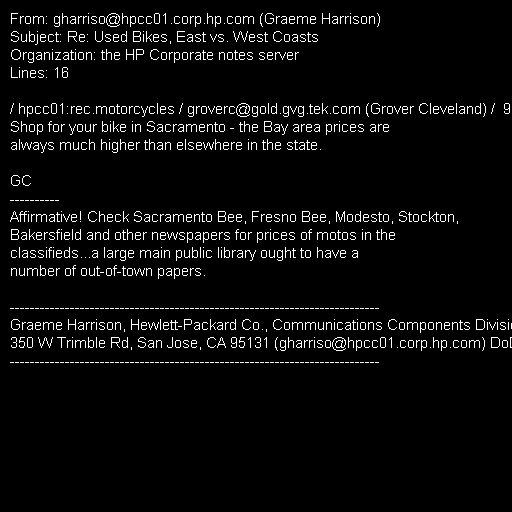 From: gharriso@hpcc01.corp.hp.com (Graeme Harrison)
Subject: Re: Used Bikes, East vs. West Coasts
Organization: the HP Corporate notes server
Lines: 16

/ hpcc01:rec.motorcycles / groverc@gold.gvg.tek.com (Grover Cleveland) /  9
Shop for your bike in Sacramento - the Bay area prices are
always much higher than elsewhere in the state.

GC
----------
Affirmative! Check Sacramento Bee, Fresno Bee, Modesto, Stockton,
Bakersfield and other newspapers for prices of motos in the
classifieds...a large main public library ought to have a
number of out-of-town papers.

--------------------------------------------------------------------------
Graeme Harrison, Hewlett-Packard Co., Communications Components Divisi
350 W Trimble Rd, San Jose, CA 95131 (gharriso@hpcc01.corp.hp.com) Do
--------------------------------------------------------------------------